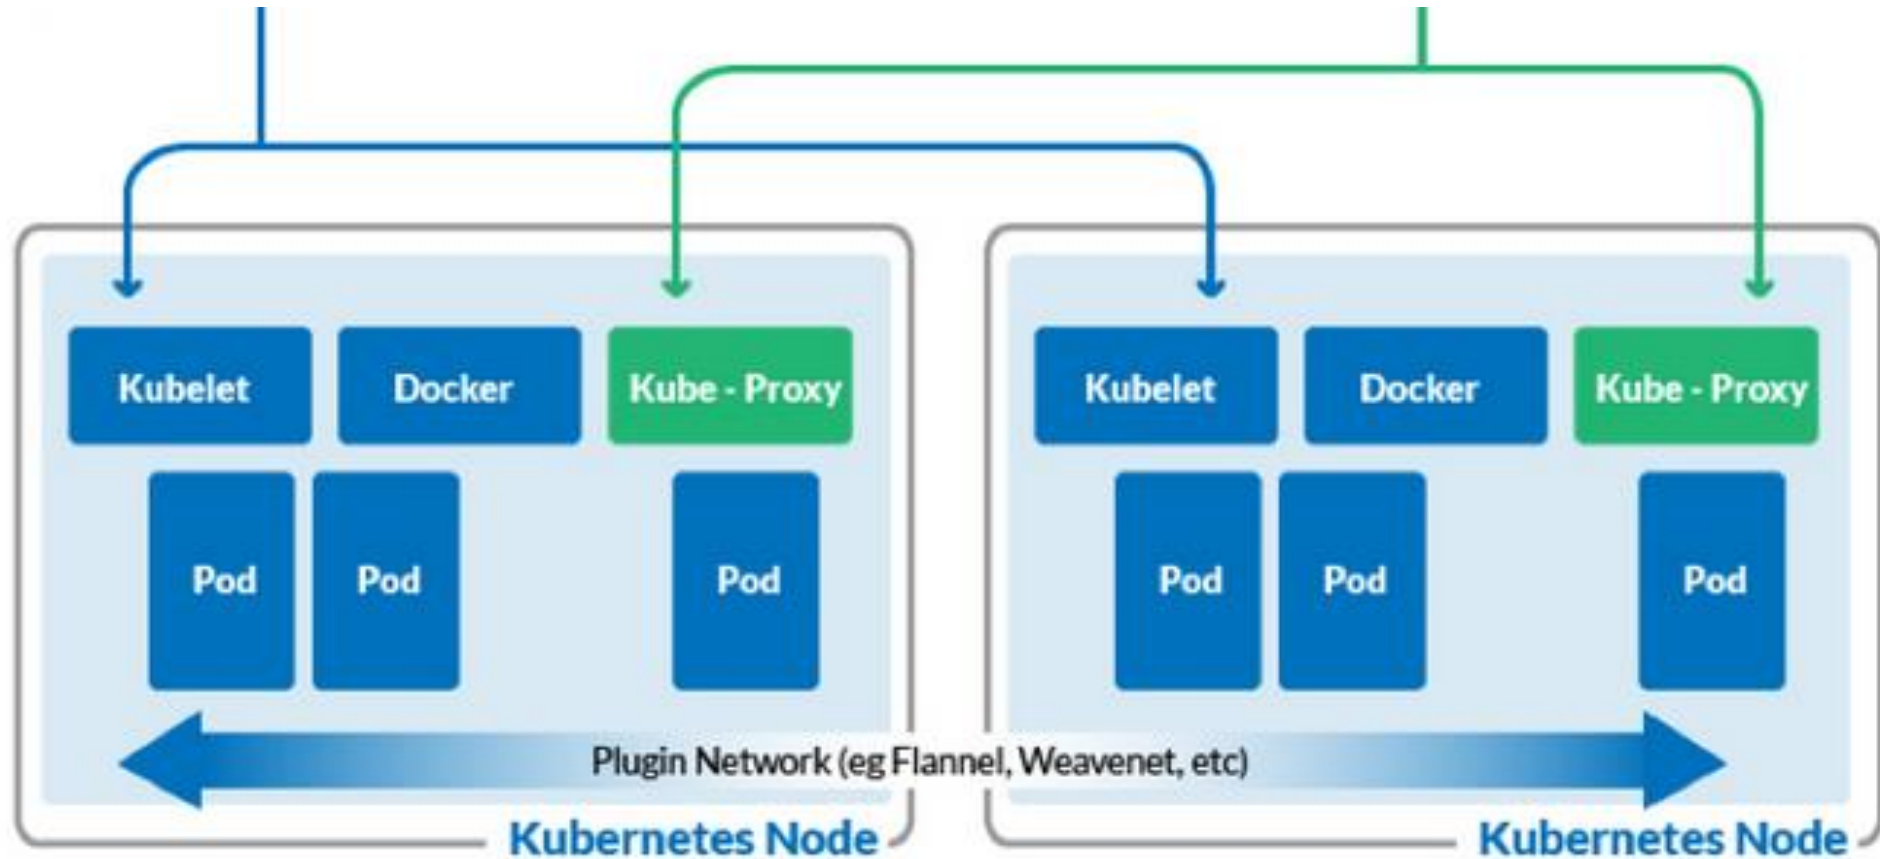 Kubelet
Docker
Kube - Proxy
Kubelet
Docker
Kube - Proxy
Pod
Pod
Pod
Pod
Pod
Pod
Plugin Network (eg Flannel, Weavenet, etc)
Kubernetes Node
Kubernetes Node